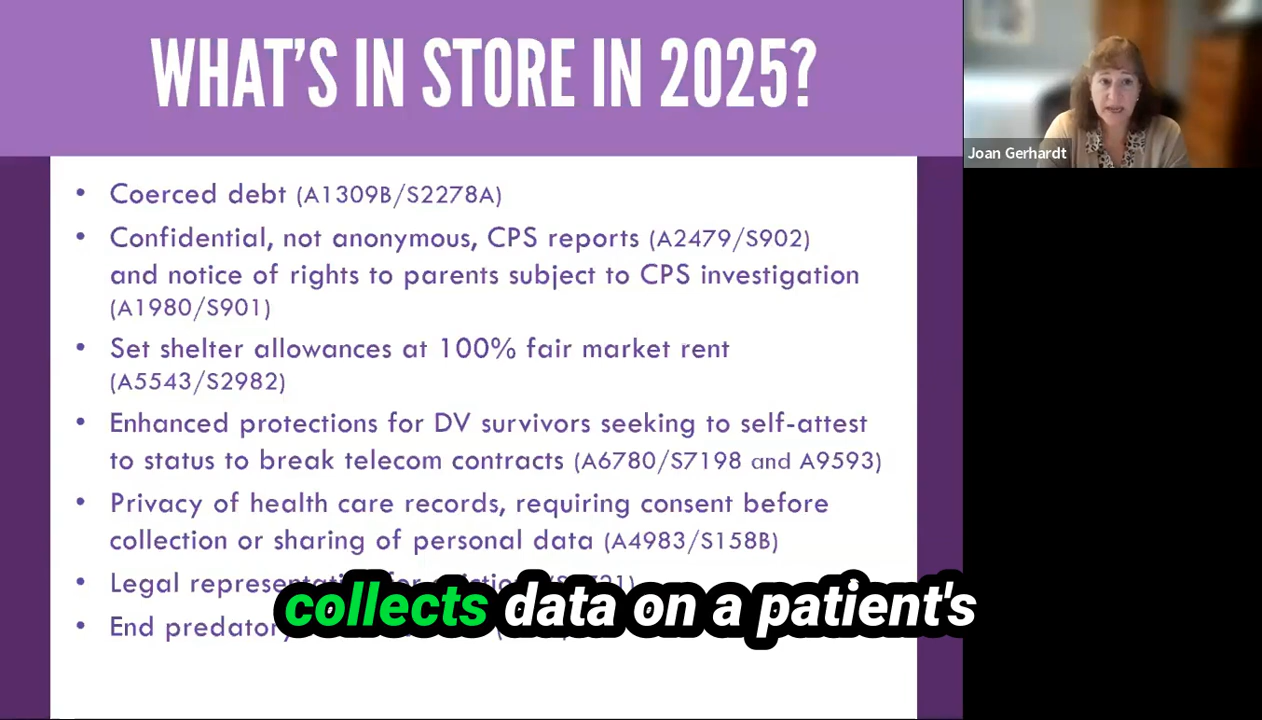 WHAT'S IN STORE IN 2025?
Joan Gerhardt
• Coerced debt (A1309B/S2278A)
• Confidential, not anonymous, CPS reports (A2479/S902)
and notice of rights to parents subject to CPS investigation
(A1980/S901)
• Set shelter allowances at 100% fair market rent
(A5543/S2982)
• Enhanced protections for DV survivors seeking to self-attest
to status to break telecom contracts (A6780/S7198 and A9593)
• Privacy of health care records, requiring consent before
collection or sharing of personal data (A4983/S158B)
• Legal
• End predatory
collects data on a patient's